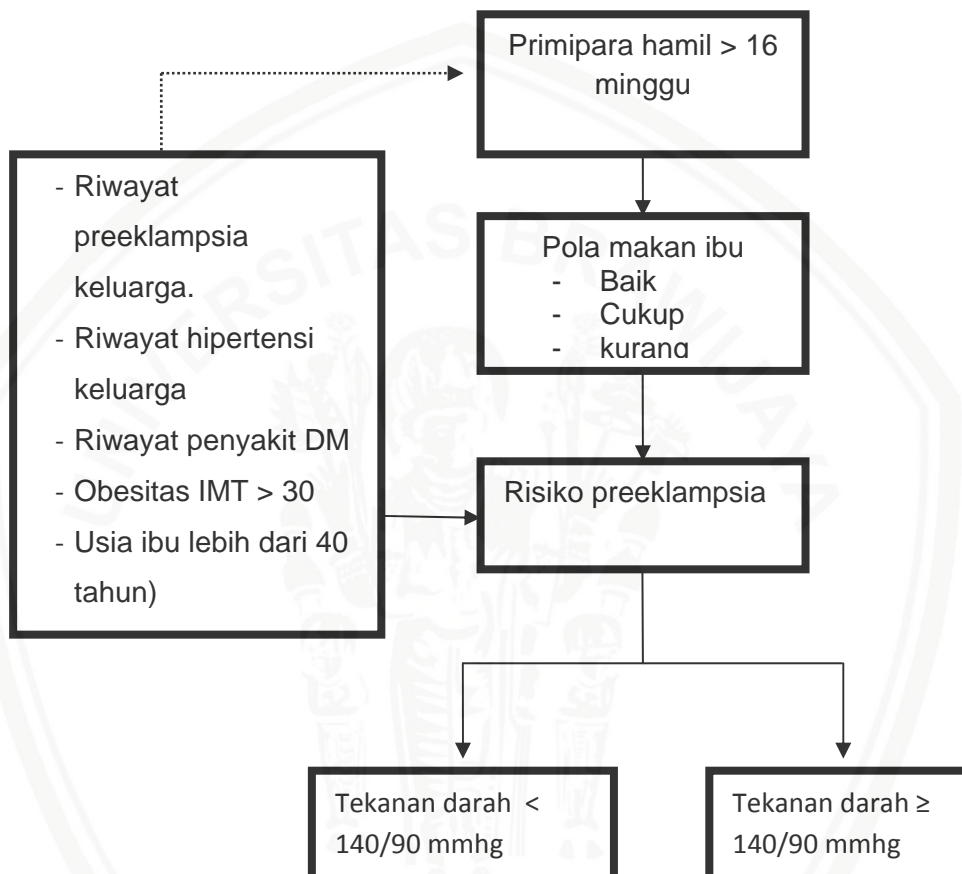 Primipara hamil > 16
minggu
- Riwayat
preeklampsia
keluarga.
- Riwayat hipertensi
keluarga
- Riwayat penyakit DM
- Obesitas IMT > 30
- Usia ibu lebih dari 40
tahun)
Pola makan ibu
- Baik
- Cukup
- kurang
Risiko preeklampsia
Tekanan darah <
140/90 mmhg
Tekanan darah ≥
140/90 mmhg
UNIVERSITAS BRAWIJAYA